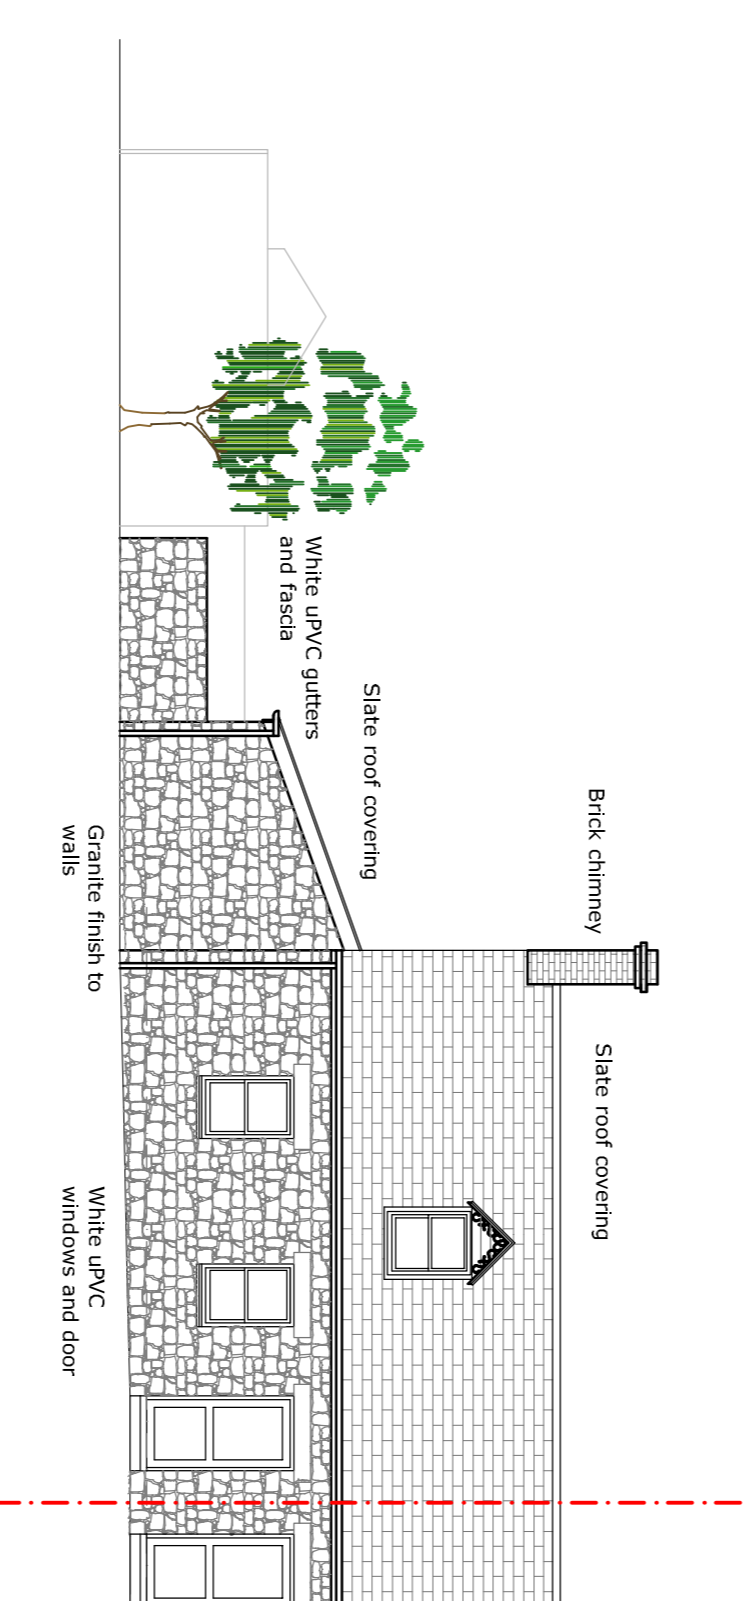 Brick chimney
Slate roof covering
Slate roof covering
White uPVC gutters
and fascia
Granite finish to
walls
White uPVC
windows and door